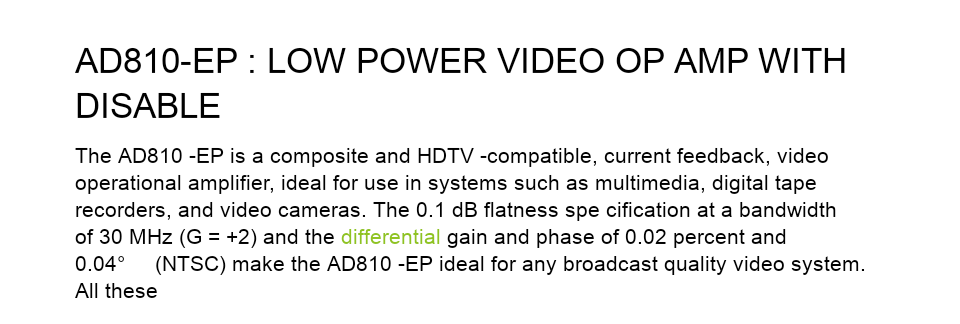 AD810-EP : LOW POWER VIDEO OP AMP WITH
DISABLE
The AD810 -EP is a composite and HDTV -compatible, current feedback, video
operational amplifier, ideal for use in systems such as multimedia, digital tape
recorders, and video cameras. The 0.1 dB flatness spe cification at a bandwidth
of 30 MHz (G = +2) and the differential gain and phase of 0.02 percent and
0.04° (NTSC) make the AD810 -EP ideal for any broadcast quality video system.
All these